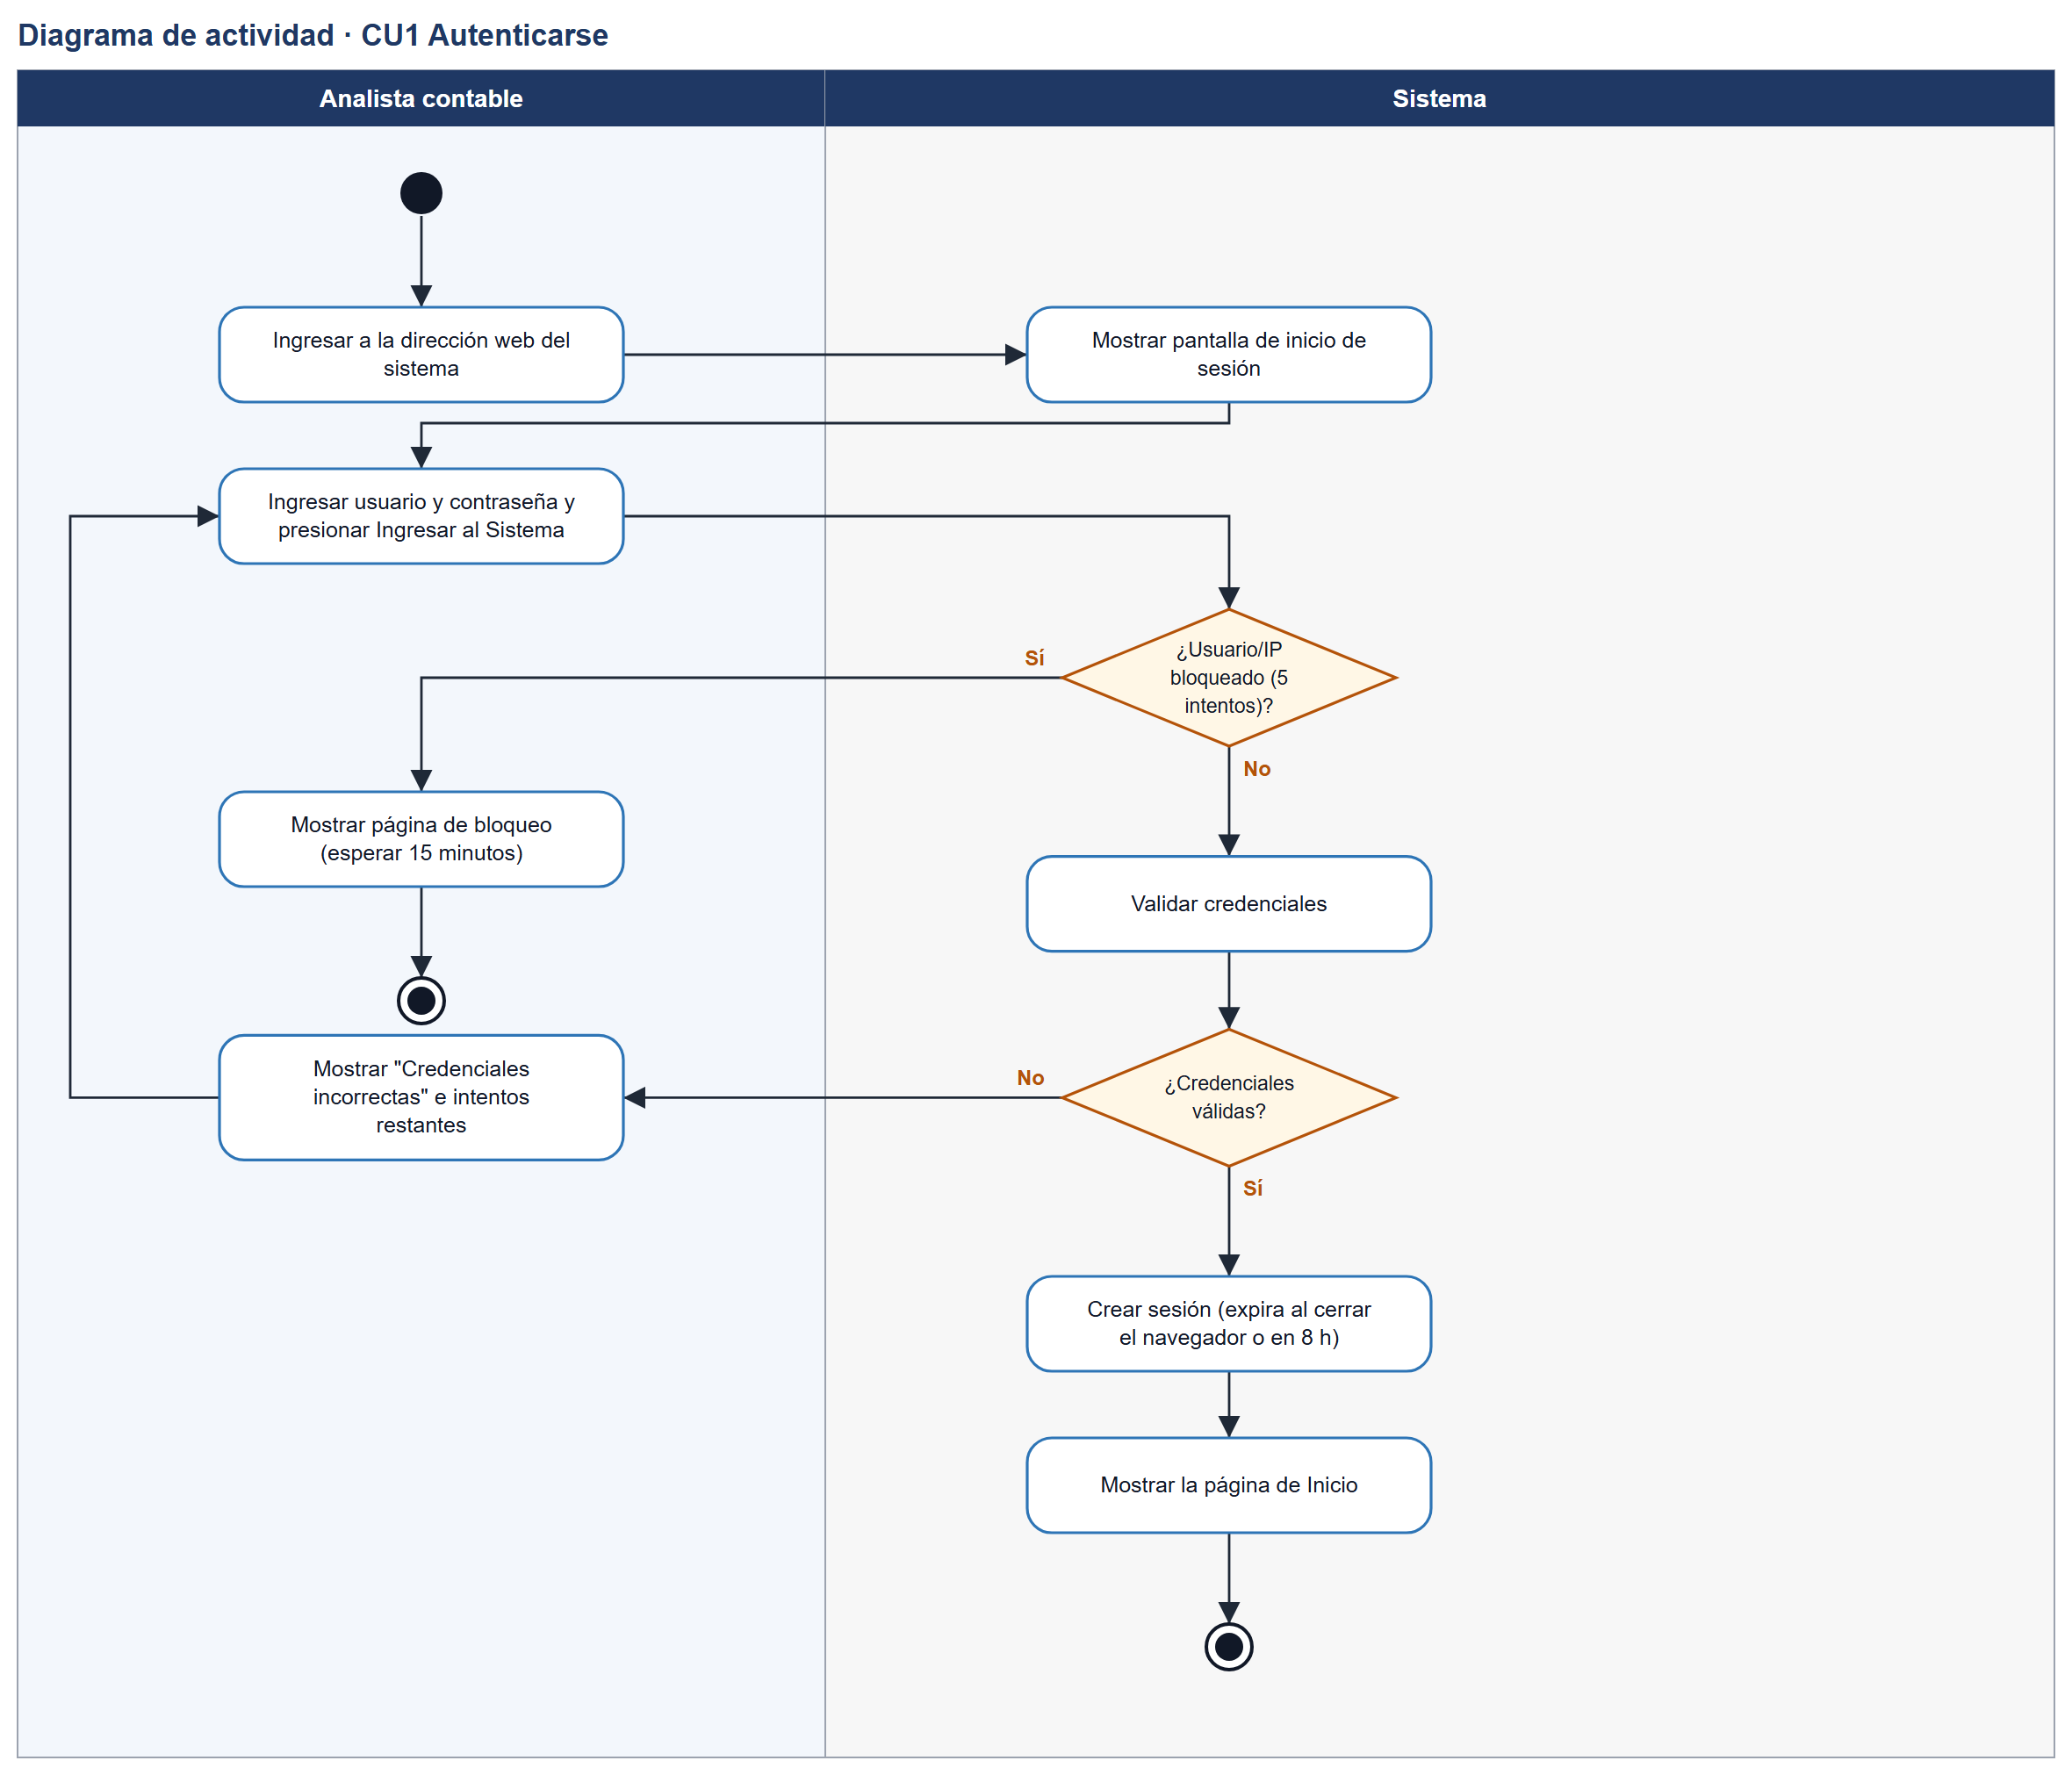 Diagrama de actividad · CU1 Autenticarse
Analista contable
Sistema
Ingresar a la dirección web del
sistema
Mostrar pantalla de inicio de
sesión
Ingresar usuario y contraseña y
presionar Ingresar al Sistema
¿Usuario/IP
bloqueado (5
intentos)?
Sí
No
Mostrar página de bloqueo
(esperar 15 minutos)
Validar credenciales
Mostrar "Credenciales
incorrectas" e intentos
restantes
No
¿Credenciales
válidas?
Sí
Crear sesión (expira al cerrar
el navegador o en 8 h)
Mostrar la página de Inicio